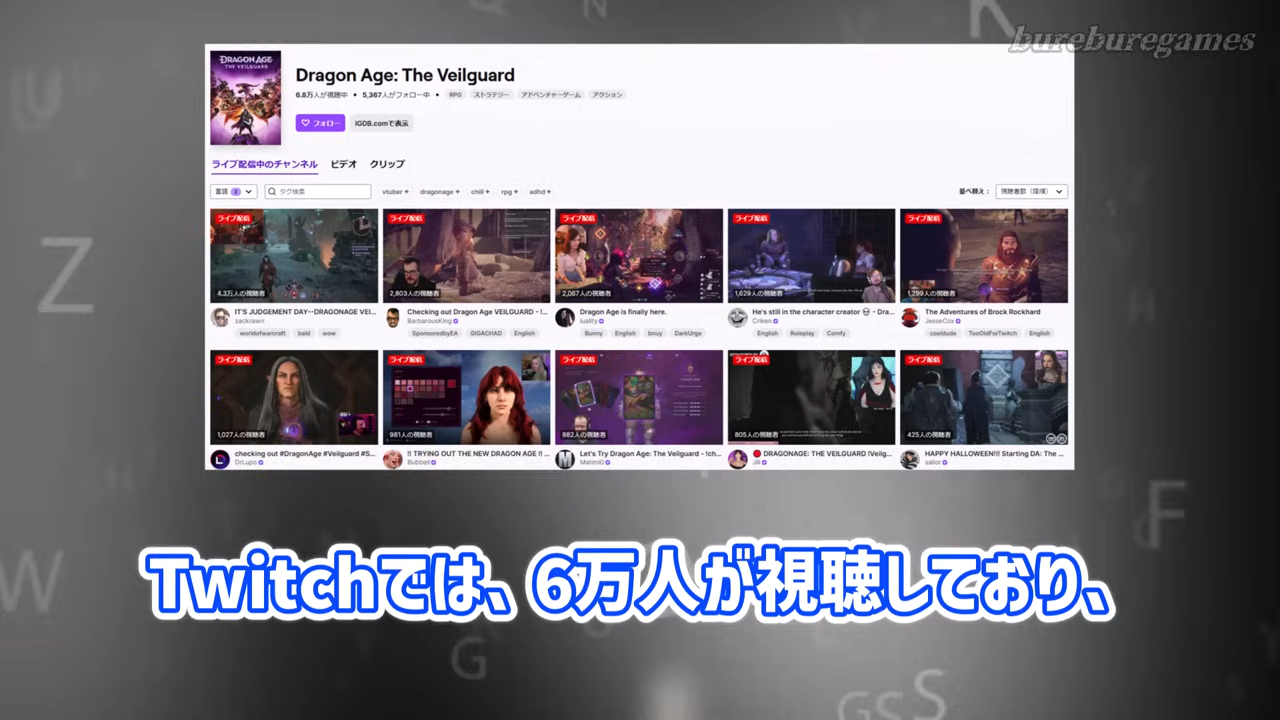 bureburegames
DRAGON AGE
THE VEILGUARD
Dragon Age: The Veilguard
6.8万人が視聴中 • 5,367人がフォロー中 • RPG ストラテジー アドベンチャーゲーム アクション
フォロー IGDB.comで表示
ライブ配信中のチャンネル ビデオ クリップ
言語 タグ検索 vtuber + dragonage + chill + rpg + adhd + 並べ替え: 視聴者数（降順）
ライブ配信 ライブ配信 ライブ配信 ライブ配信 ライブ配信
4.3万人の視聴者 2,803人の視聴者 2,067人の視聴者 1,629人の視聴者 1,299人の視聴者
IT'S JUDGEMENT DAY--DRAGONAGE VEI... Checking out Dragon Age VEILGUARD - !... Dragon Age is finally here. He's still in the character creator 💀 - Dra... The Adventures of Brock Rockhard
zackrawrr BarbarousKing luality Criken JesseCox
worldofwarcraft bald wow SponsoredbyEA GIGACHAD English Bunny English bnuy DarkUrge English Roleplay Comfy cooldude TooOldForTwitch English
ライブ配信 ライブ配信 ライブ配信 ライブ配信 ライブ配信
1,027人の視聴者 981人の視聴者 882人の視聴者 805人の視聴者 425人の視聴者
checking out #DragonAge #Veilguard #S... !! TRYING OUT THE NEW DRAGON AGE !! ... Let's Try Dragon Age: The Veilguard - !ch... 🔴 DRAGONAGE: THE VEILGUARD !Veilg... HAPPY HALLOWEEN!!! Starting DA: The ...
DrLupo Bubbell MatimiO Jill sailor
Twitchでは、6万人が視聴しており、